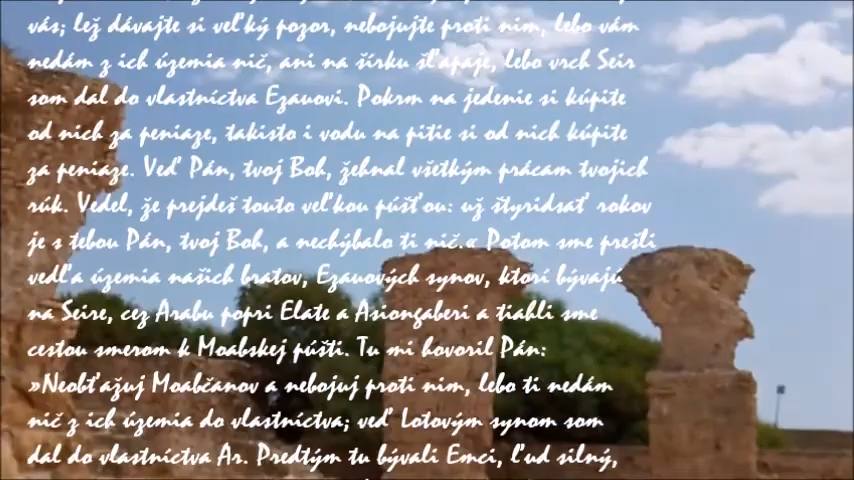 vás; lež dávajte si veľký pozor, nebojujte proti nim, lebo vám
nedám z ich územia nič, ani na šírku šľapaje, lebo vrch Seir
som dal do vlastníctva Ezauovi. Pokrm na jedenie si kúpite
od nich za peniaze, takisto i vodu na pitie si od nich kúpite
za peniaze. Veď Pán, tvoj Boh, žehnal všetkým prácam tvojich
rúk. Vedel, že prejdeš touto veľkou púšťou: už štyridsať rokov
je s tebou Pán, tvoj Boh, a nechýbalo ti nič.« Potom sme prešli
vedľa územia našich bratov, Ezauových synov, ktorí bývajú
na Seire, cez Arabu popri Elate a Asiongaberi a tiahli sme
cestou smerom k Moabskej púšti. Tu mi hovoril Pán:
»Neobťažuj Moabčanov a nebojuj proti nim, lebo ti nedám
nič z ich územia do vlastníctva; veď Lotovým synom som
dal do vlastníctva Ar. Predtým tu bývali Emci, ľud silný,